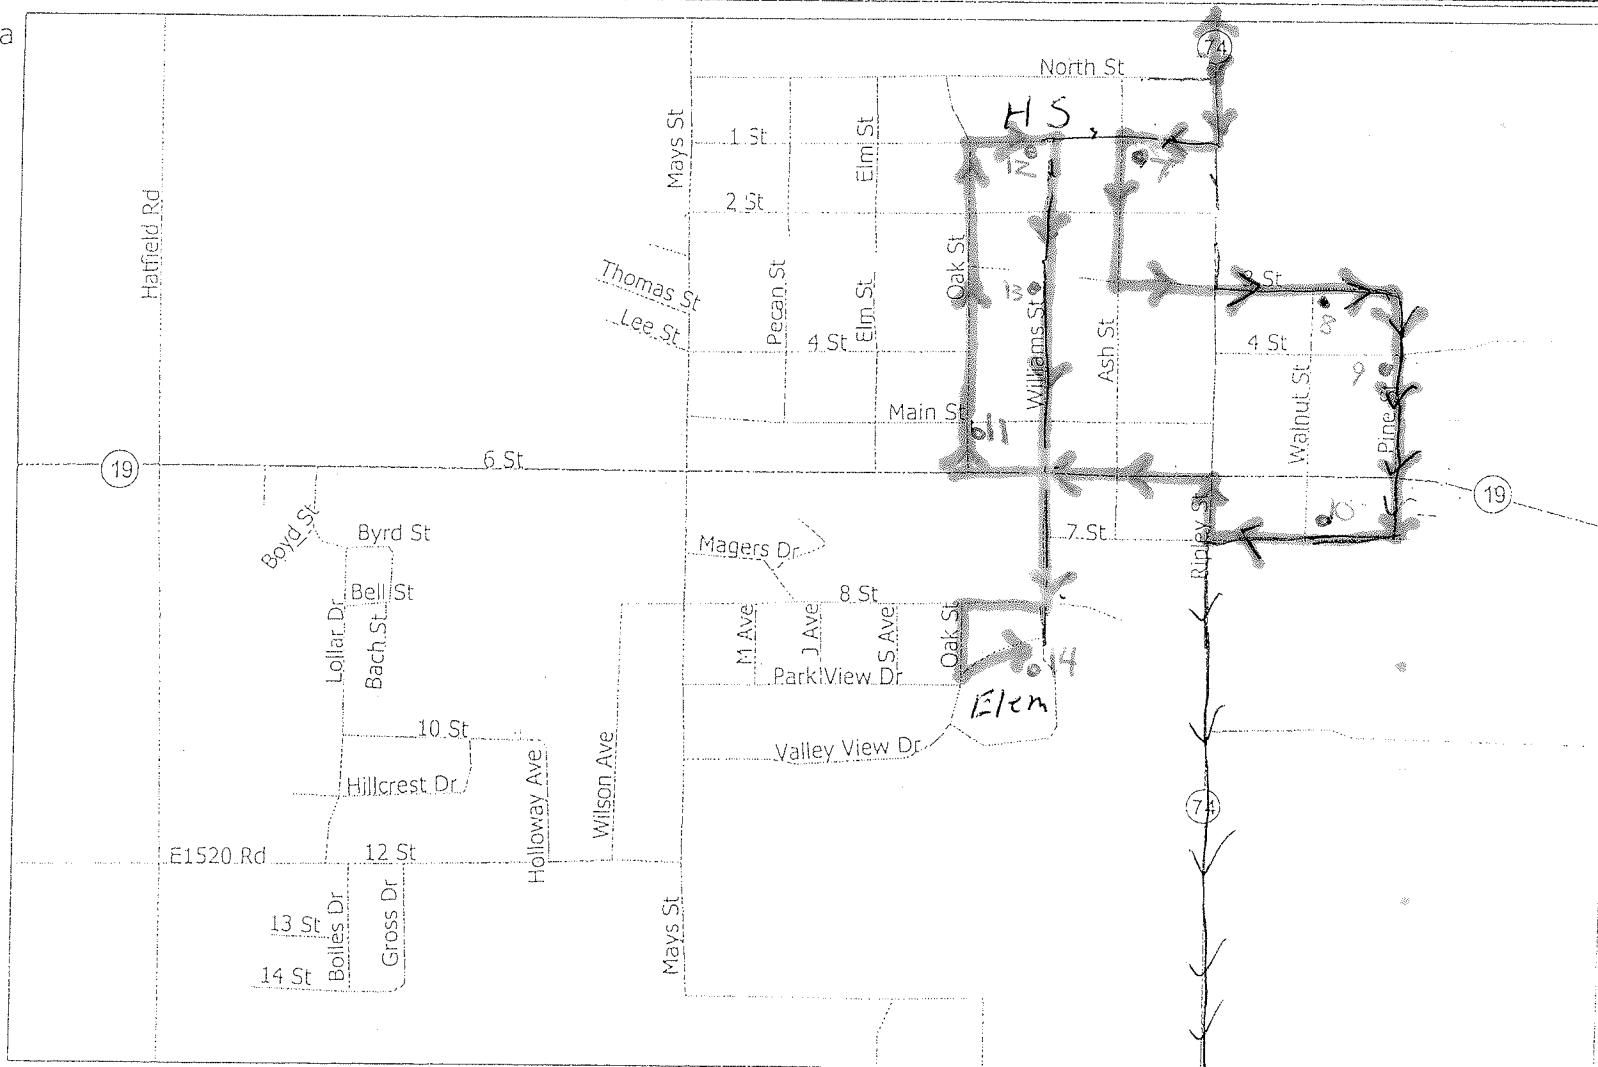 a
74
North St
H S
1 St
Mays St
Elm St
12
7
2 St
Hatfield Rd
Thomas St
Lee St
Pecan St
Elm St
Oak St
13
Williams St
Ash St
3 St
8
4 St
4 St
9
Main St
11
Walnut St
Pine St
19
6 St
19
10
Boyd St
Byrd St
Magers Dr
7 St
Ripley St
Bell St
8 St
Lollar Dr
Bach St
M Ave
J Ave
S Ave
Oak St
Park View Dr
14
Elem
10 St
Valley View Dr
Hillcrest Dr
Holloway Ave
Wilson Ave
74
E1520 Rd
12 St
13 St
Boiles Dr
Gross Dr
Mays St
14 St